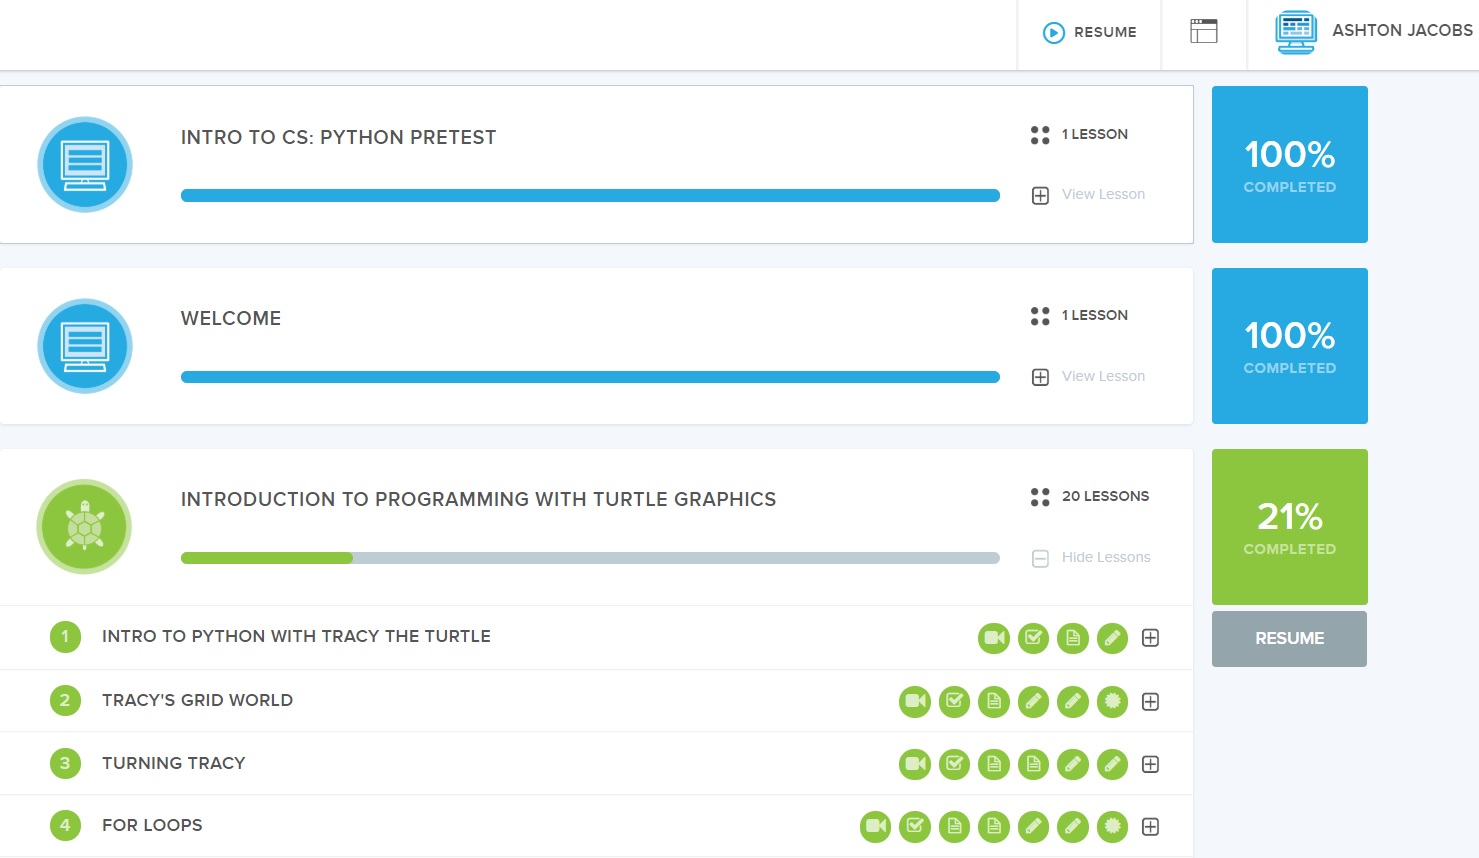 RESUME
ASHTON JACOBS
INTRO TO CS: PYTHON PRETEST
1 LESSON
View Lesson
100%
COMPLETED
WELCOME
1 LESSON
View Lesson
100%
COMPLETED
INTRODUCTION TO PROGRAMMING WITH TURTLE GRAPHICS
20 LESSONS
Hide Lessons
21%
COMPLETED
RESUME
1 INTRO TO PYTHON WITH TRACY THE TURTLE
2 TRACY'S GRID WORLD
3 TURNING TRACY
4 FOR LOOPS